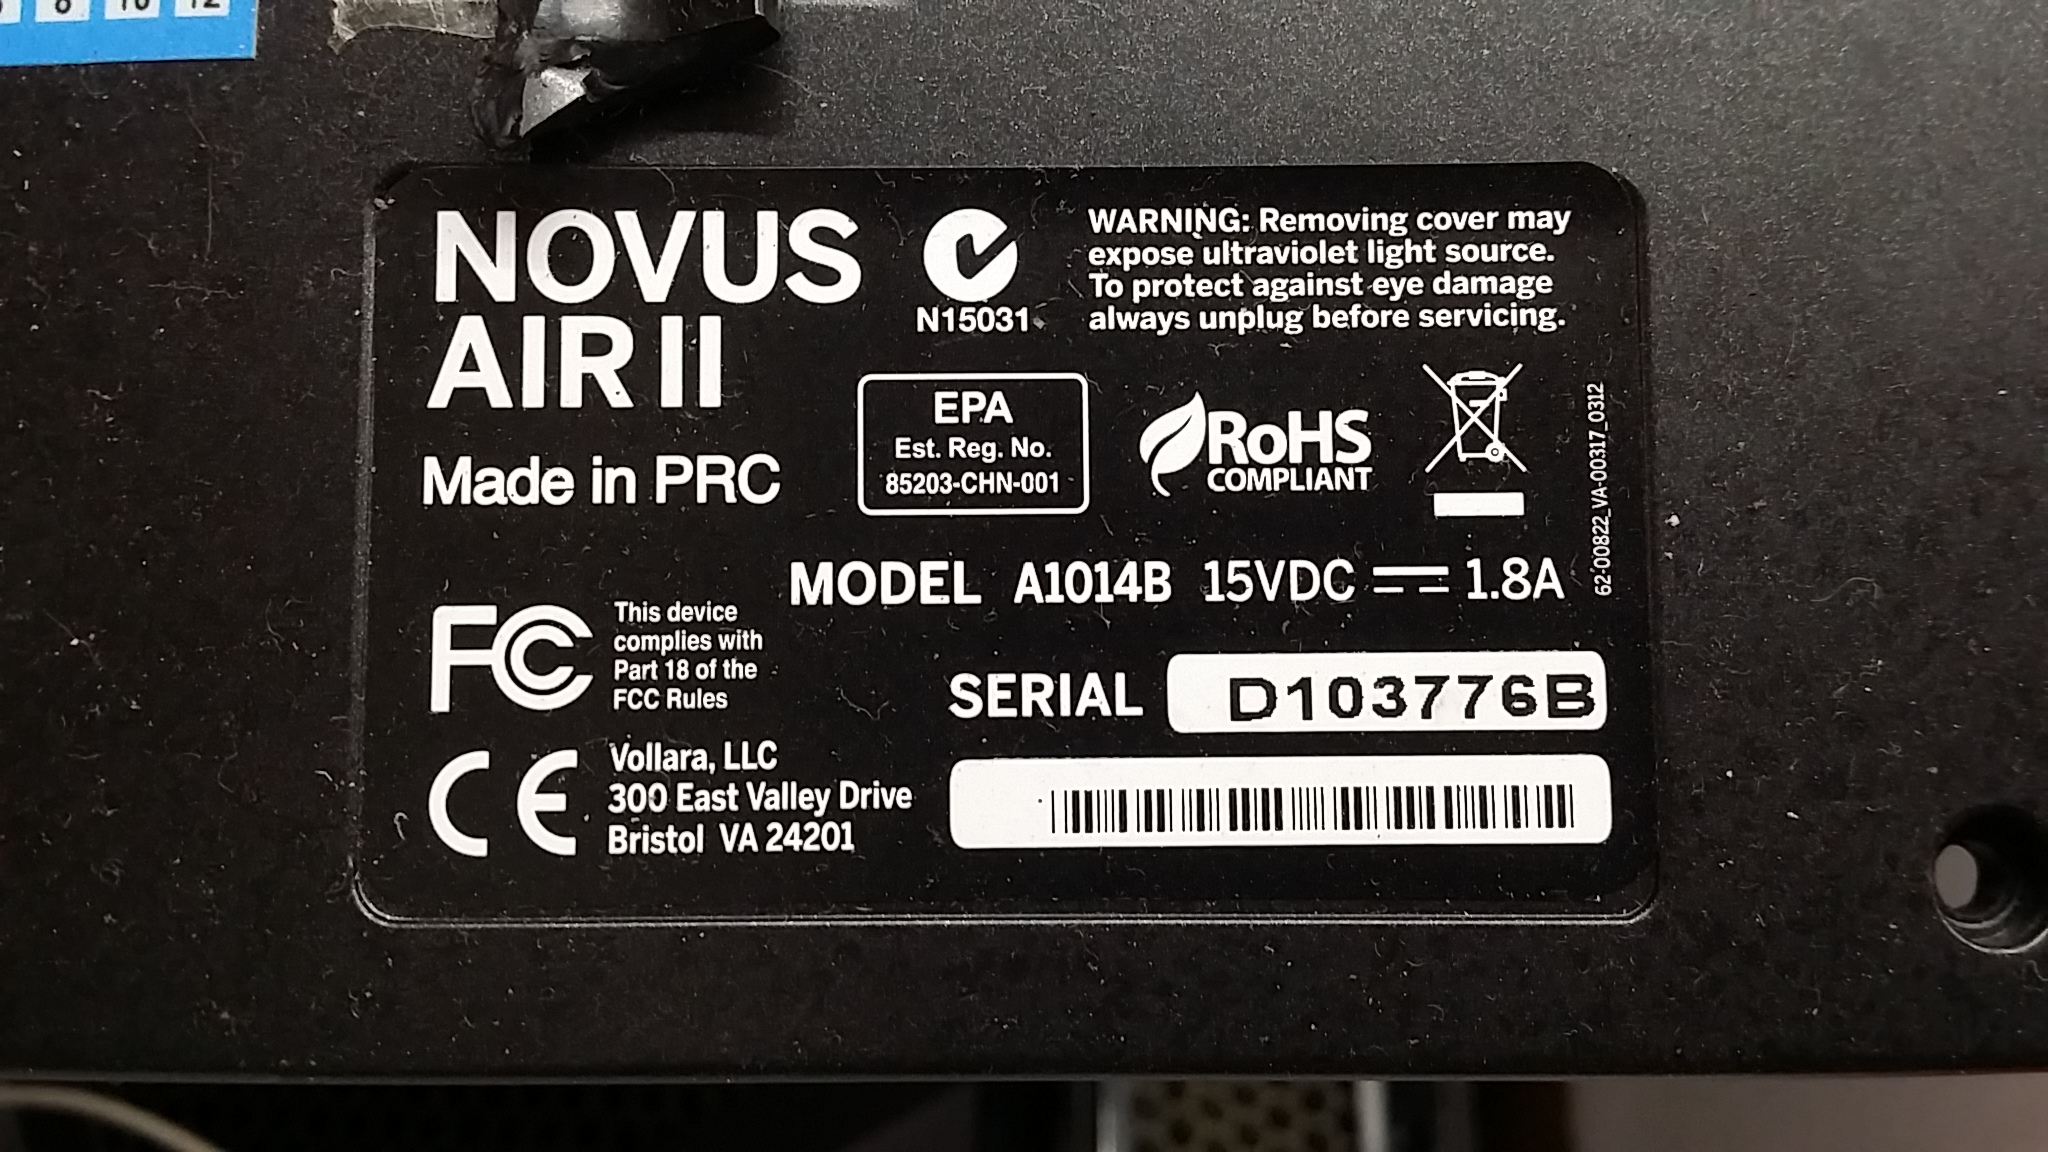 8 10 12
NOVUS
AIR II
Made in PRC
N15031
WARNING: Removing cover may
expose ultraviolet light source.
To protect against eye damage
always unplug before servicing.
EPA
Est. Reg. No.
85203-CHN-001
RoHS
COMPLIANT
62-00822_VA-00317_0312
MODEL A1014B 15VDC 1.8A
FC
This device
complies with
Part 18 of the
FCC Rules
SERIAL D103776B
CE
Vollara, LLC
300 East Valley Drive
Bristol VA 24201